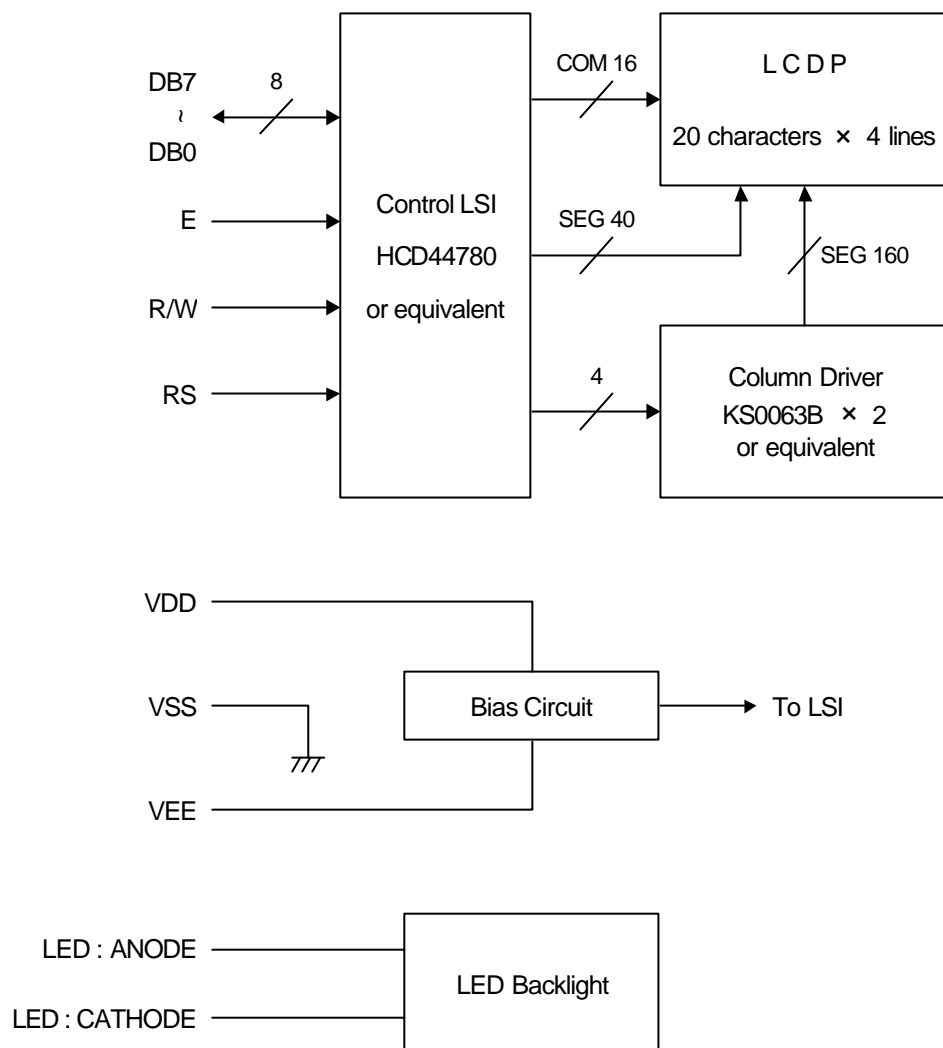 DB7
~
DB0
8
E
R/W
RS
Control LSI
HCD44780
or equivalent
COM 16
SEG 40
4
L C D P
20 characters × 4 lines
SEG 160
Column Driver
KS0063B × 2
or equivalent
VDD
VSS
VEE
Bias Circuit
To LSI
LED : ANODE
LED : CATHODE
LED Backlight